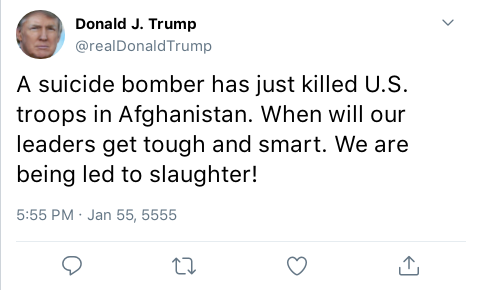 Donald J. Trump
@realDonaldTrump
A suicide bomber has just killed U.S.
troops in Afghanistan. When will our
leaders get tough and smart. We are
being led to slaughter!
5:55 PM · Jan 55, 5555